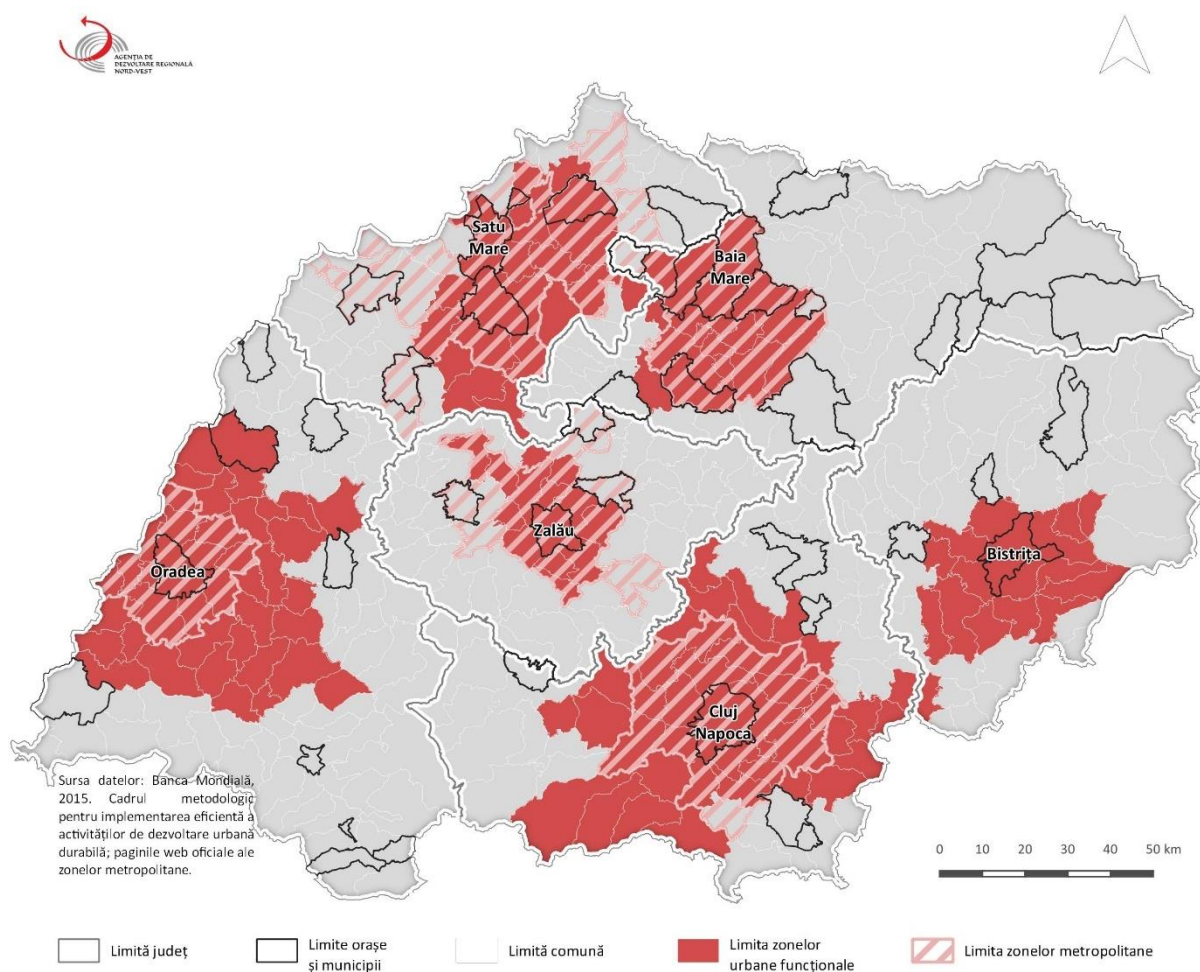 AGENȚIA DE
DEZVOLTARE REGIONALĂ
NORD-VEST
Satu
Mare
Baia
Mare
Zalău
Oradea
Bistrița
Cluj
Napoca
Sursa datelor: Banca Mondială,
2015. Cadrul metodologic
pentru implementarea eficientă a
activităților de dezvoltare urbană
durabilă; paginile web oficiale ale
zonelor metropolitane.
0 10 20 30 40 50 km
Limită județ
Limite orașe
și municipii
Limită comună
Limita zonelor
urbane funcționale
Limita zonelor metropolitane